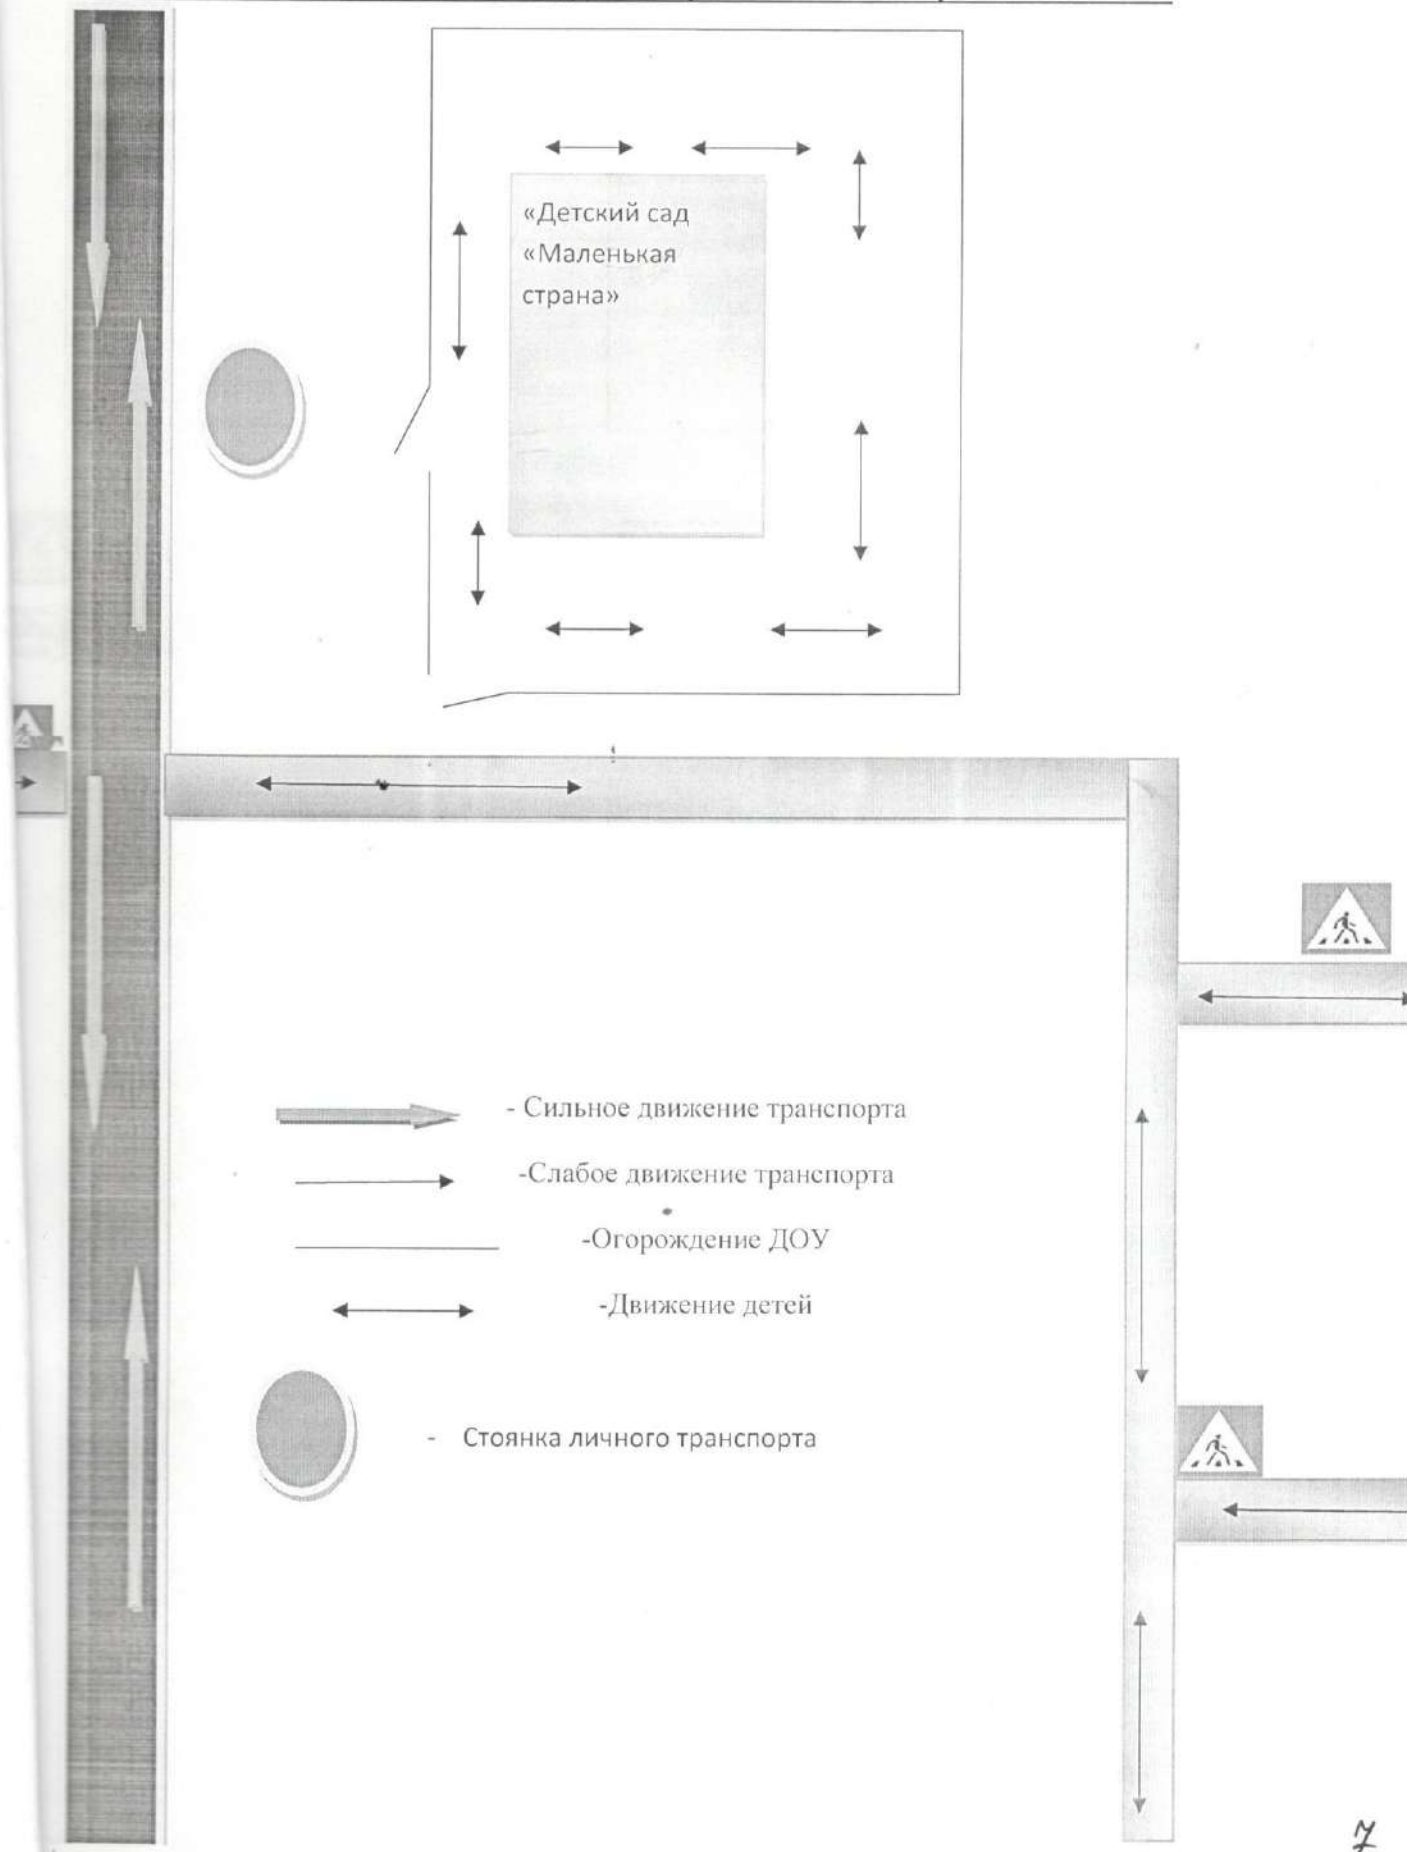 «Детский сад
«Маленькая
страна»
- Сильное движение транспорта
-Слабое движение транспорта
-Огорождение ДОУ
-Движение детей
- Стоянка личного транспорта
7